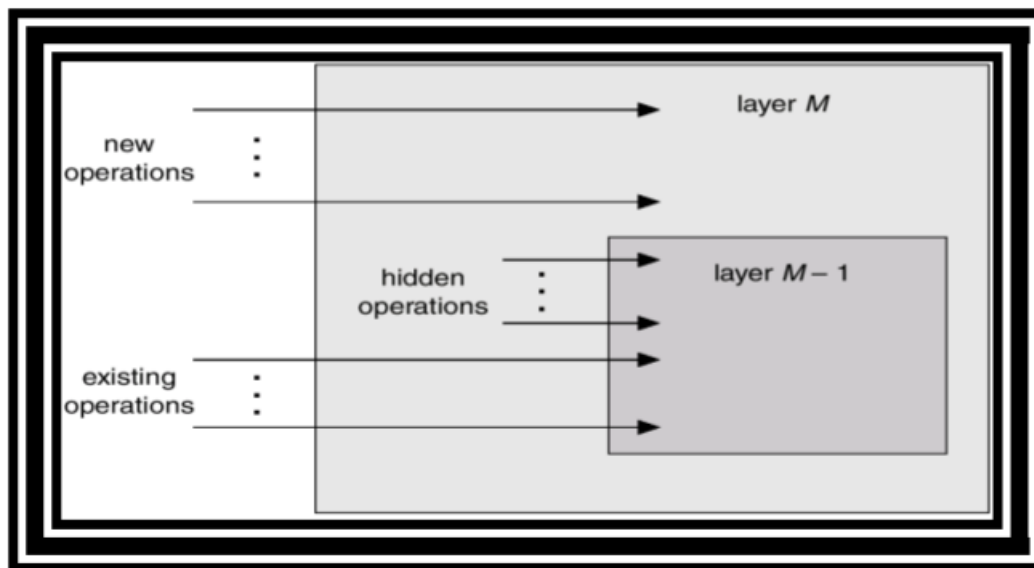 layer M
new
operations
hidden
operations
layer M – 1
existing
operations